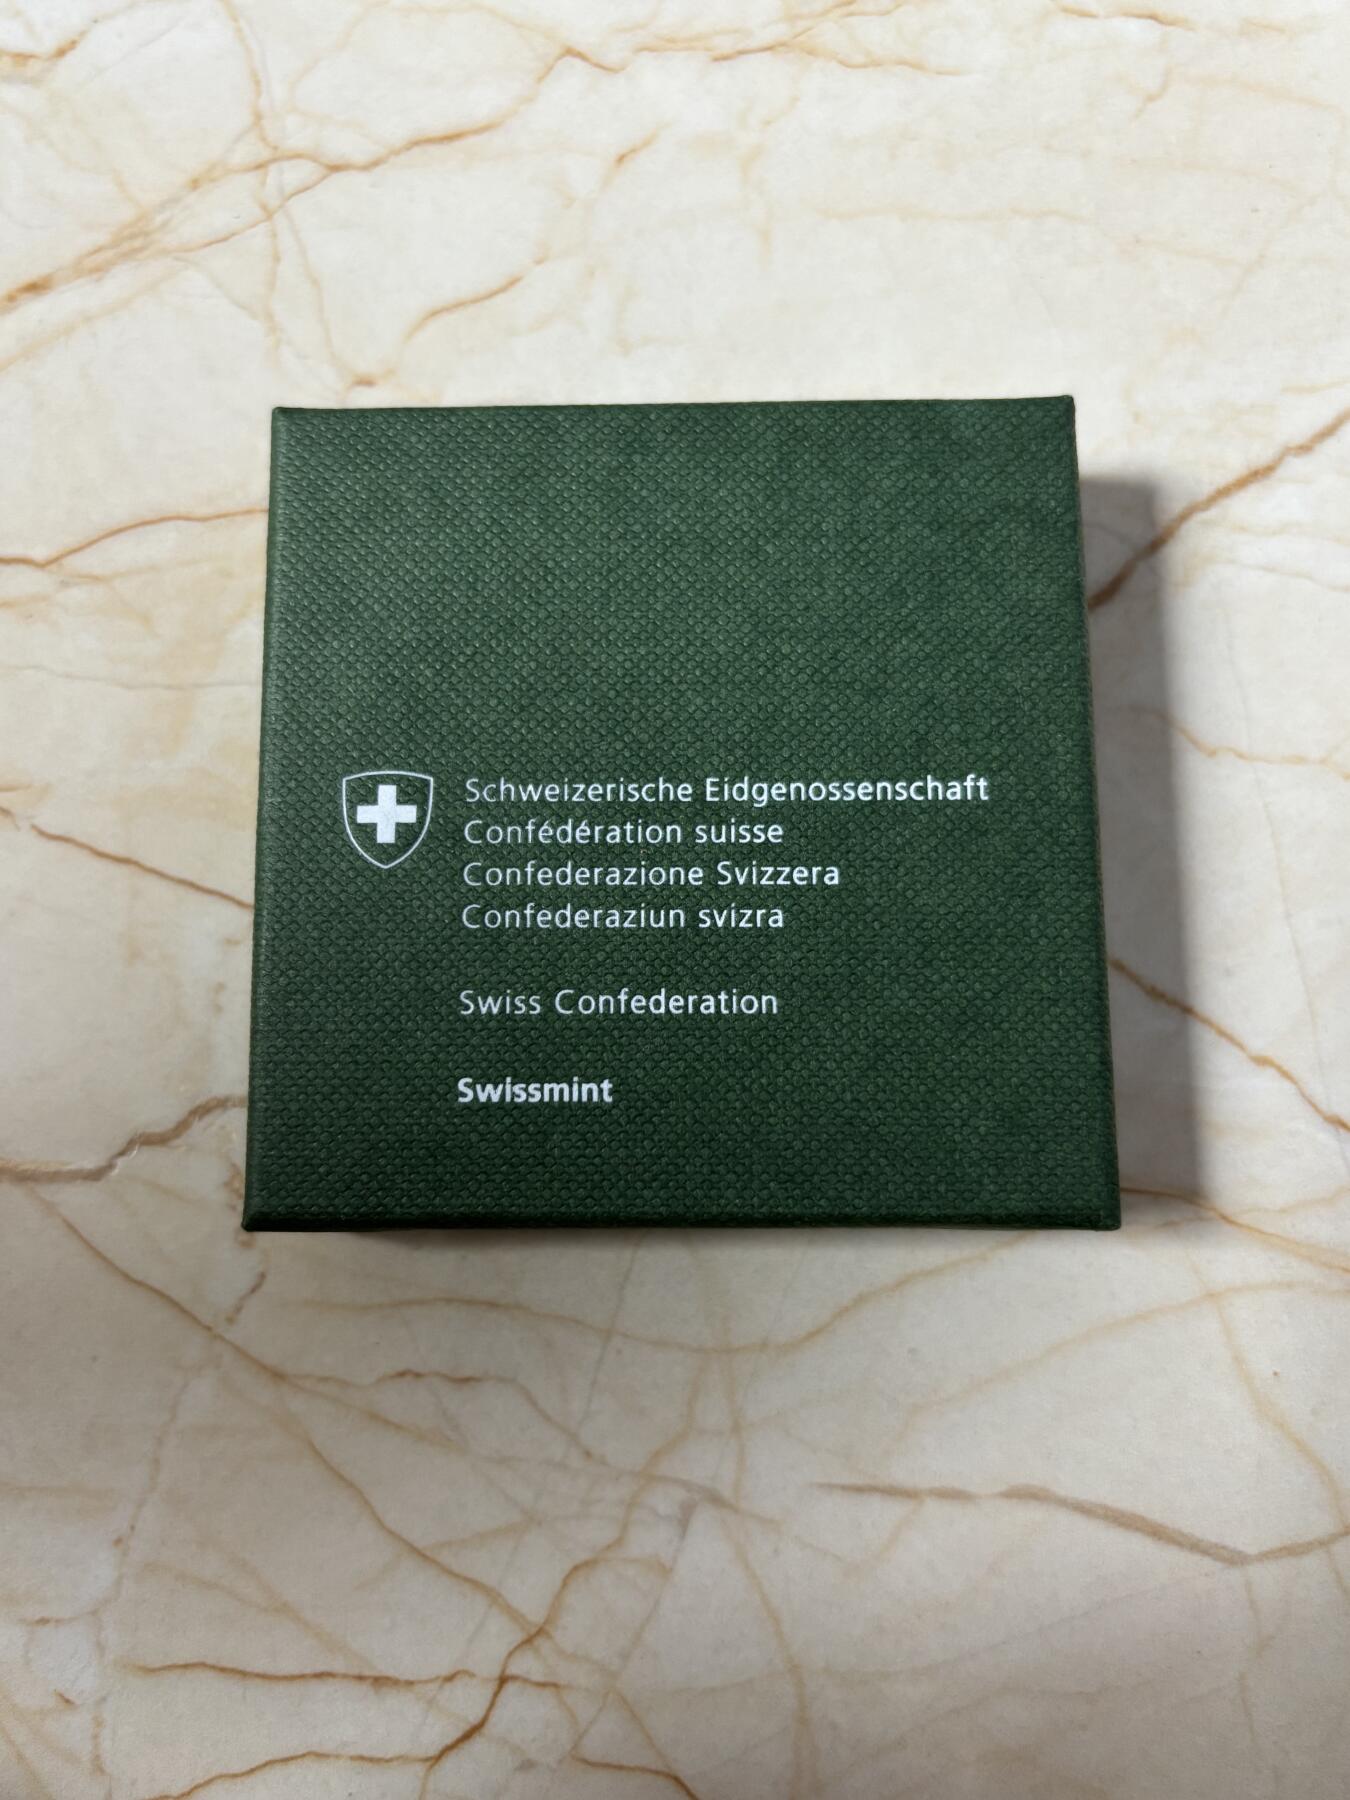 Schweizerische Eidgenossenschaft
Confédération suisse
Confederazione Svizzera
Confederaziun svizra
Swiss Confederation
Swissmint